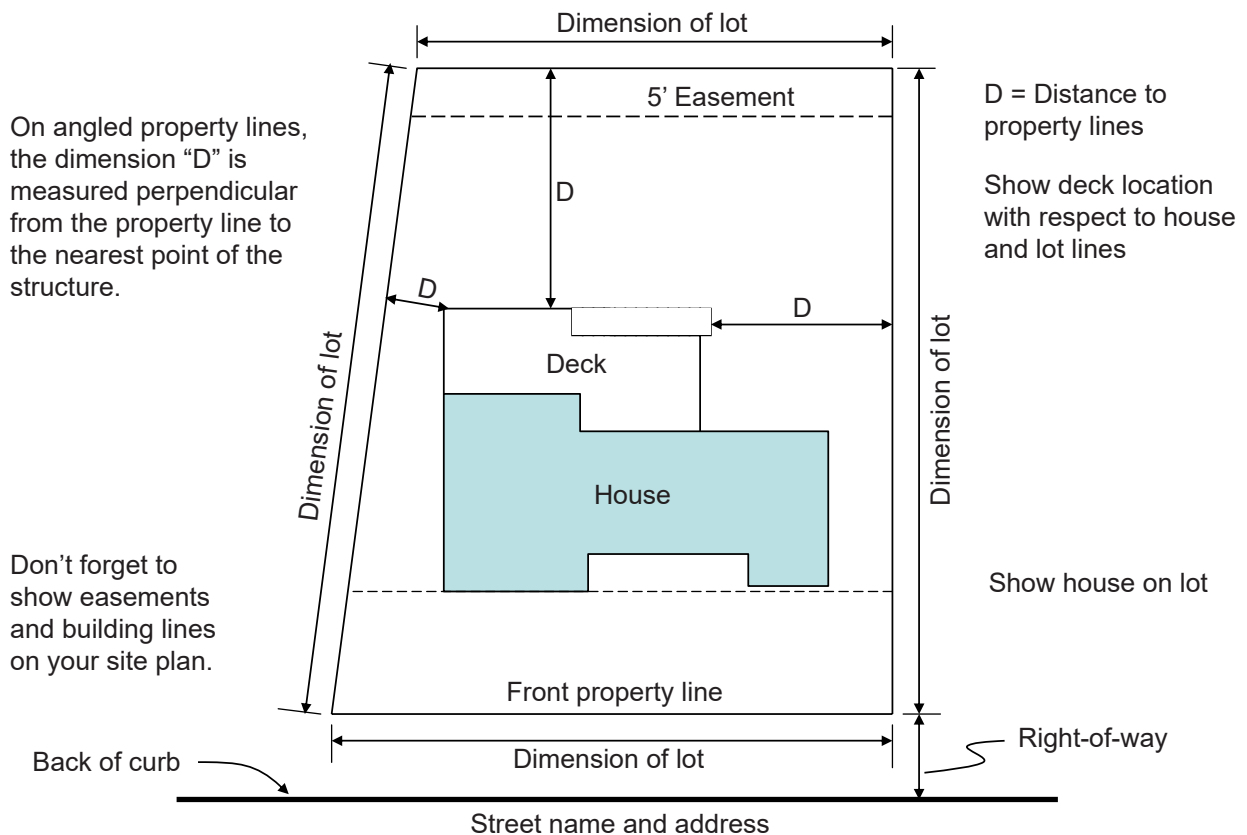 Dimension of lot
5’ Easement
D = Distance to
property lines
On angled property lines,
the dimension “D” is
measured perpendicular
from the property line to
the nearest point of the
structure.
D
Show deck location
with respect to house
and lot lines
D
D
Deck
Dimension of lot
Dimension of lot
House
Don’t forget to
show easements
and building lines
on your site plan.
Show house on lot
Front property line
Right-of-way
Dimension of lot
Back of curb
Street name and address